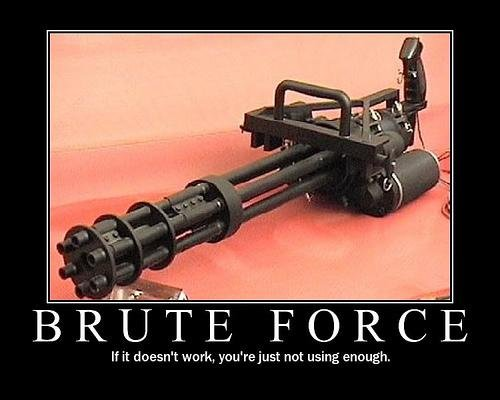 BRUTE FORCE
If it doesn't work, you're just not using enough.